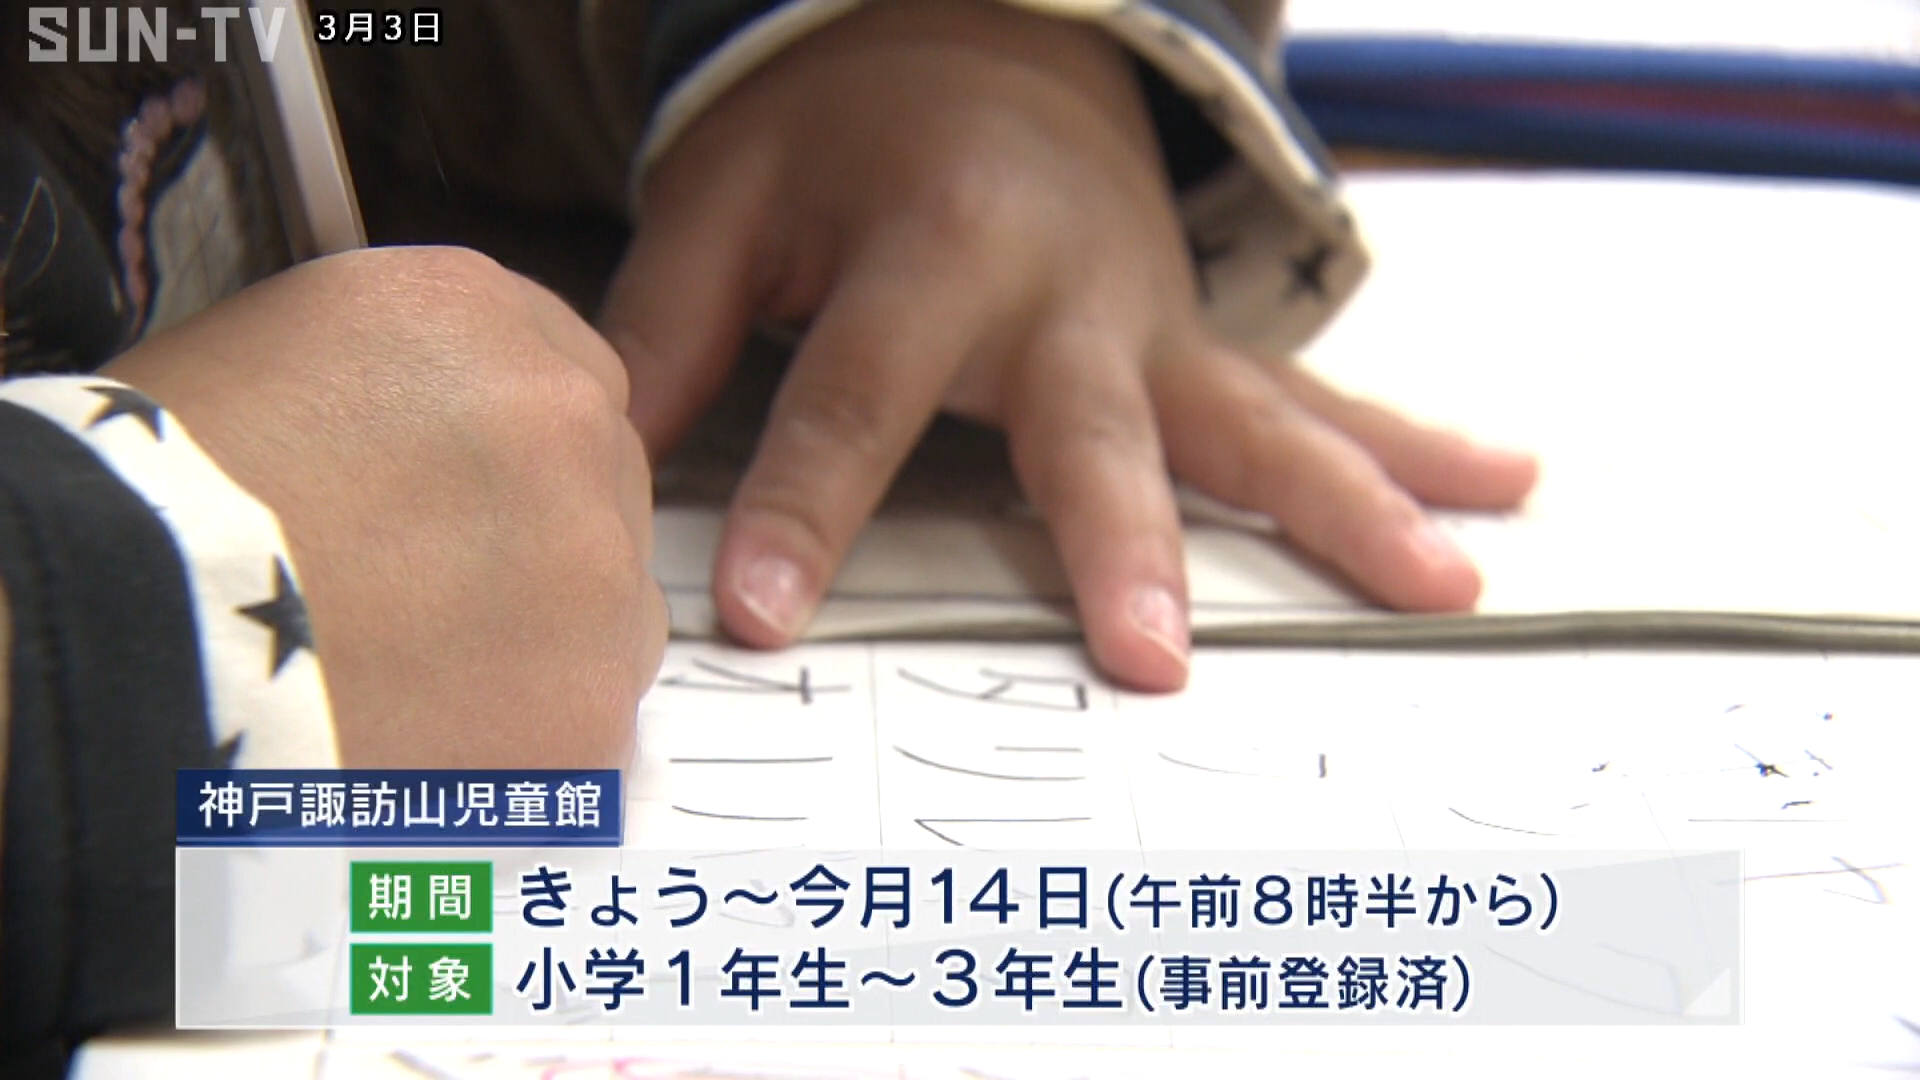 SUN-TV 3月3日
神戸諏訪山児童館
期間 きょう～今月14日(午前8時半から)
対象 小学1年生～3年生(事前登録済)